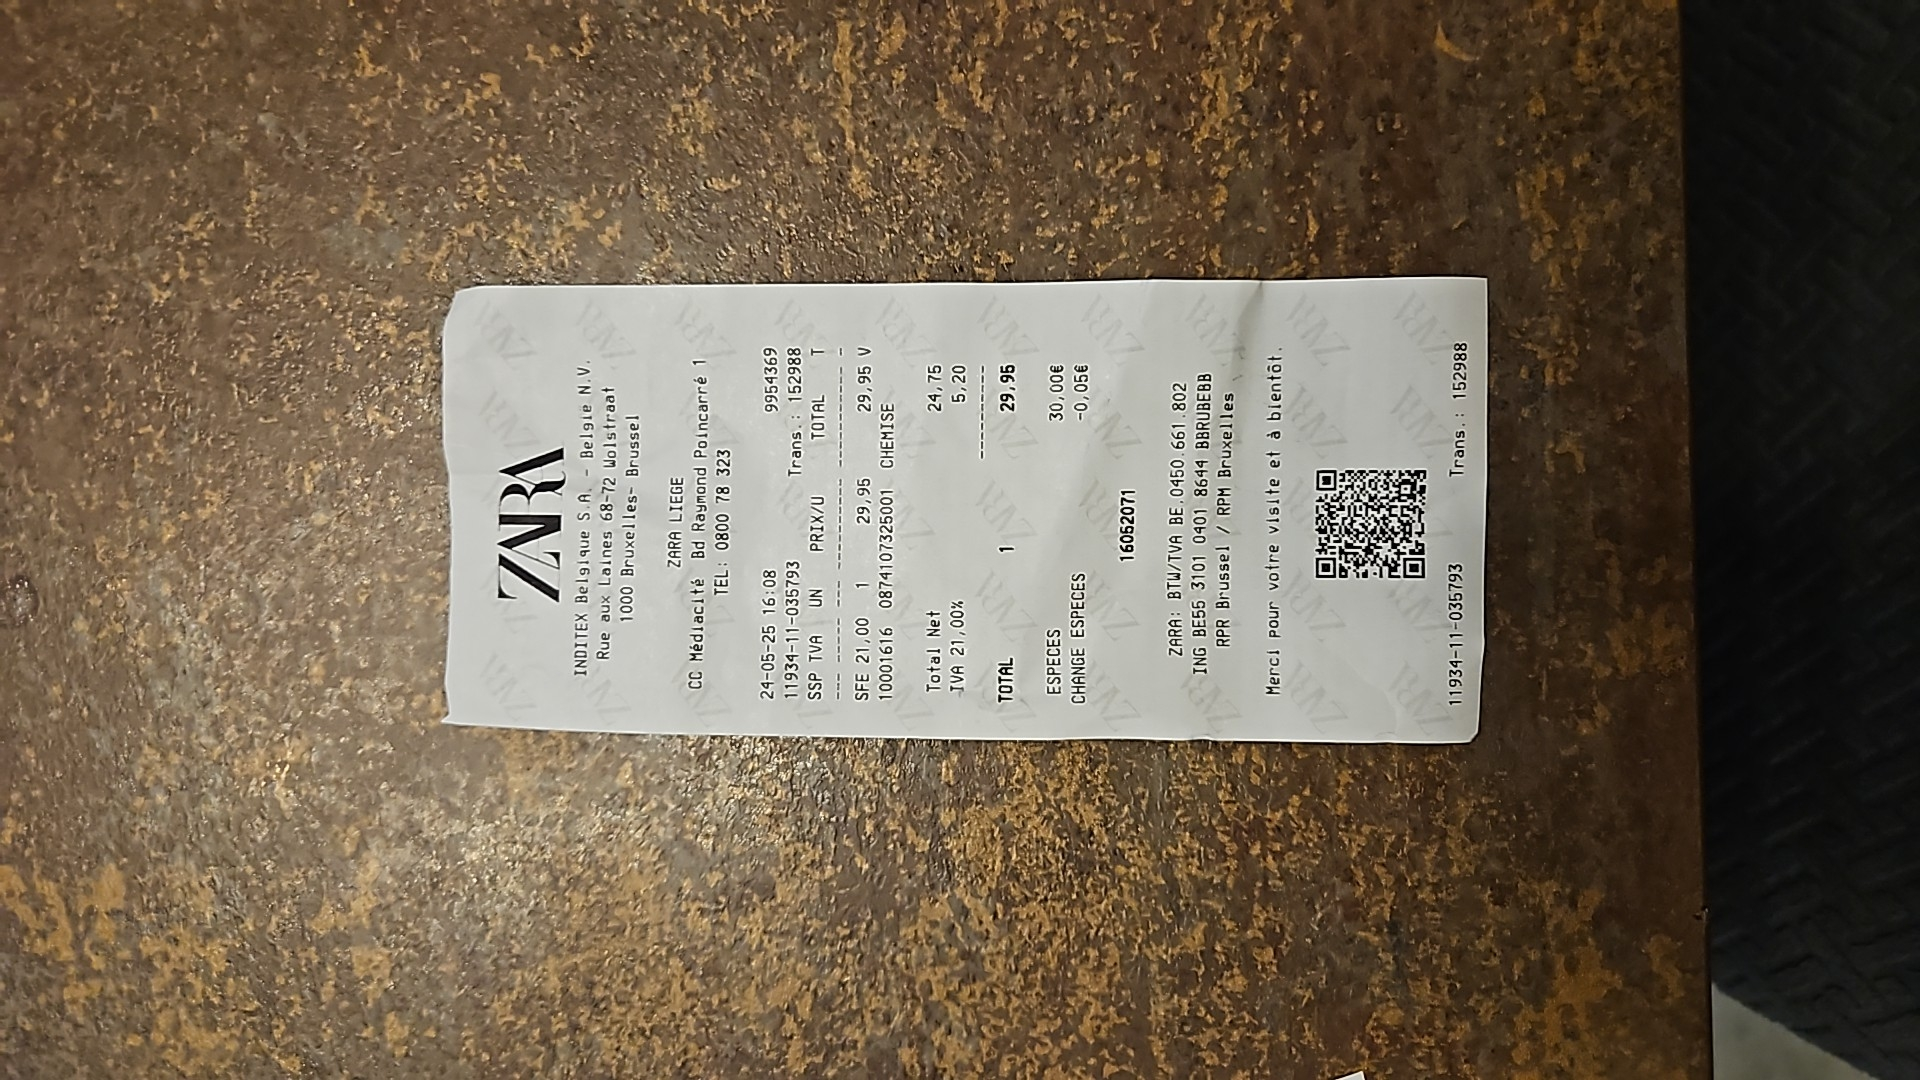 ZARA
INDITEX Belgique S.A. - Belgie N.V.
Rue aux Laines 68-72 Wolstraat
1000 Bruxelles- Brussel
ZARA LIEGE
CC Médiacité Bd Raymond Poincarré 1
TEL: 0800 78 323
24-05-25 16:08 9954369
11934-11-035793 Trans.: 152988
SSP TVA UN PRIX/U TOTAL T
SFE 21,00 1 29,95 29,95 V
10001616 0874107325001 CHEMISE
Total Net 24,75
IVA 21,00% 5,20
TOTAL 1 29,95
ESPECES 30,00€
CHANGE ESPECES -0,05€
16062071
ZARA: BTW/TVA BE.0450.661.802
ING BE55 3101 0401 8644 BBRUBEBB
RPR Brussel / RPM Bruxelles
Merci pour votre visite et à bientôt.
11934-11-035793 Trans.: 152988